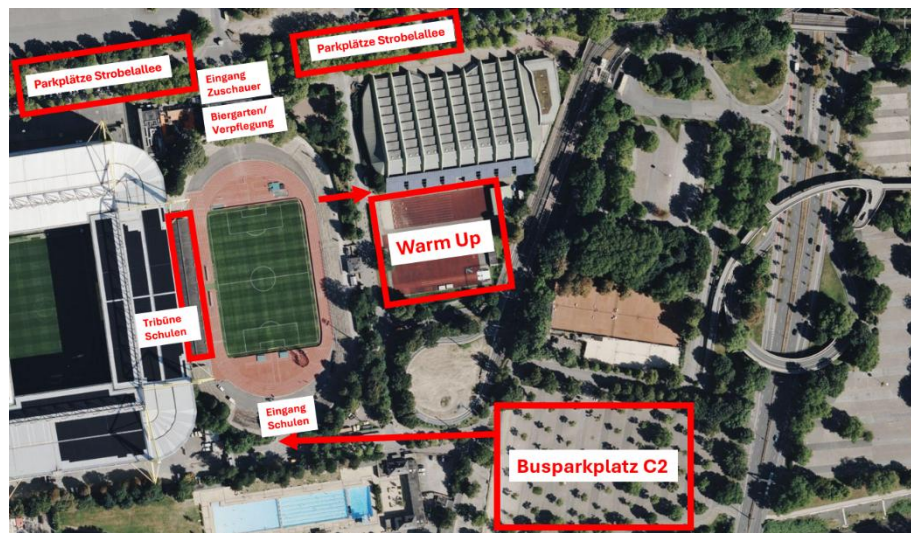 Parkplätze Strobelallee
Parkplätze Strobelallee
Eingang
Zuschauer
Biergarten/
Verpflegung
Warm Up
Tribüne
Schulen
Eingang
Schulen
Busparkplatz C2